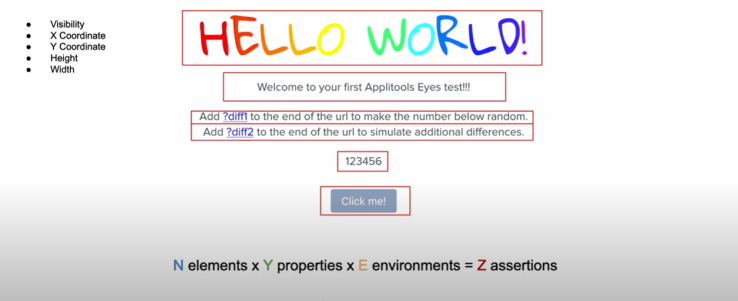 Visibility
X Coordinate
Y Coordinate
Height
Width
HELLO WORLD!
Welcome to your first Applitools Eyes test!!!
Add ?diff1 to the end of the url to make the number below random.
Add ?diff2 to the end of the url to simulate additional differences.
123456
Click me!
N elements x Y properties x E environments = Z assertions